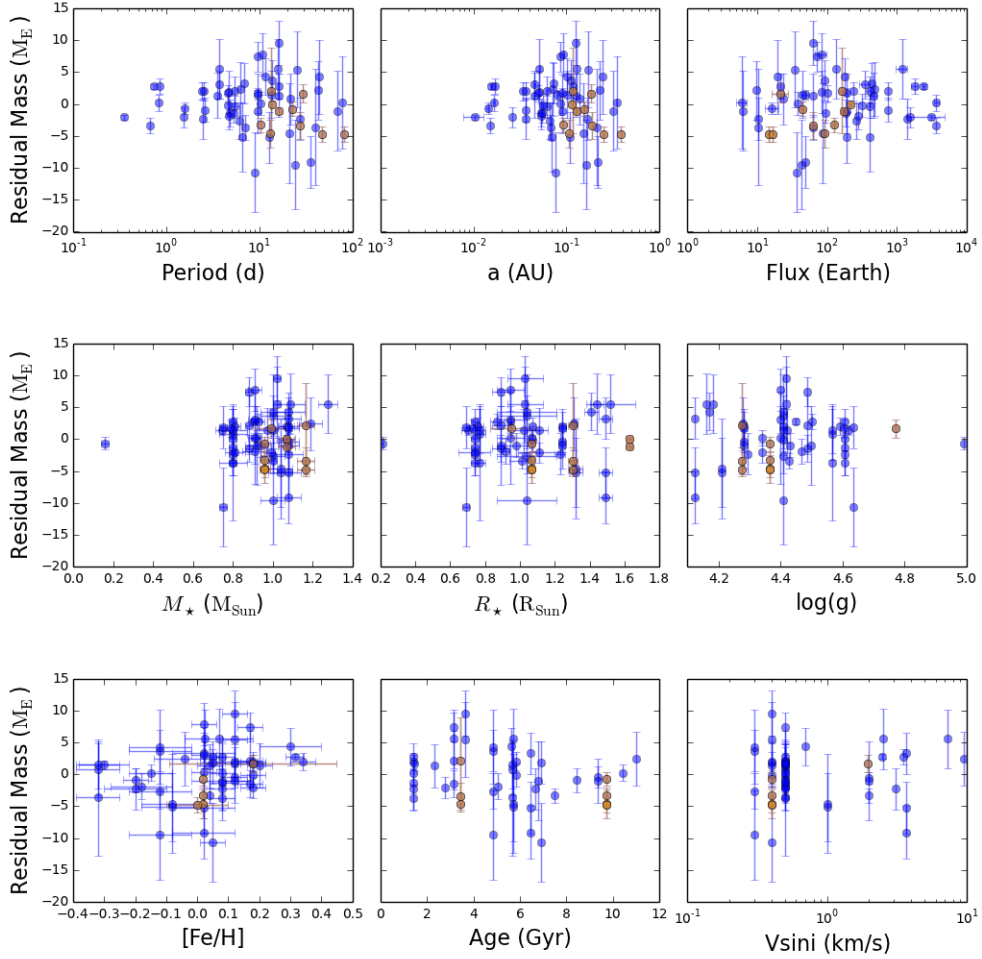 Residual Mass (M_E)
15
10
5
0
−5
−10
−15
−20
10^-1 10^0 10^1 10^2
Period (d)
10^-3 10^-2 10^-1 10^0
a (AU)
10^0 10^1 10^2 10^3 10^4
Flux (Earth)
Residual Mass (M_E)
15
10
5
0
−5
−10
−15
−20
0.0 0.2 0.4 0.6 0.8 1.0 1.2 1.4
M⋆ (M_Sun)
0.2 0.4 0.6 0.8 1.0 1.2 1.4 1.6 1.8
R⋆ (R_Sun)
4.2 4.4 4.6 4.8 5.0
log(g)
Residual Mass (M_E)
15
10
5
0
−5
−10
−15
−20
−0.4 −0.3 −0.2 −0.1 0.0 0.1 0.2 0.3 0.4 0.5
[Fe/H]
0 2 4 6 8 10 12
Age (Gyr)
10^-1 10^0 10^1
Vsini (km/s)